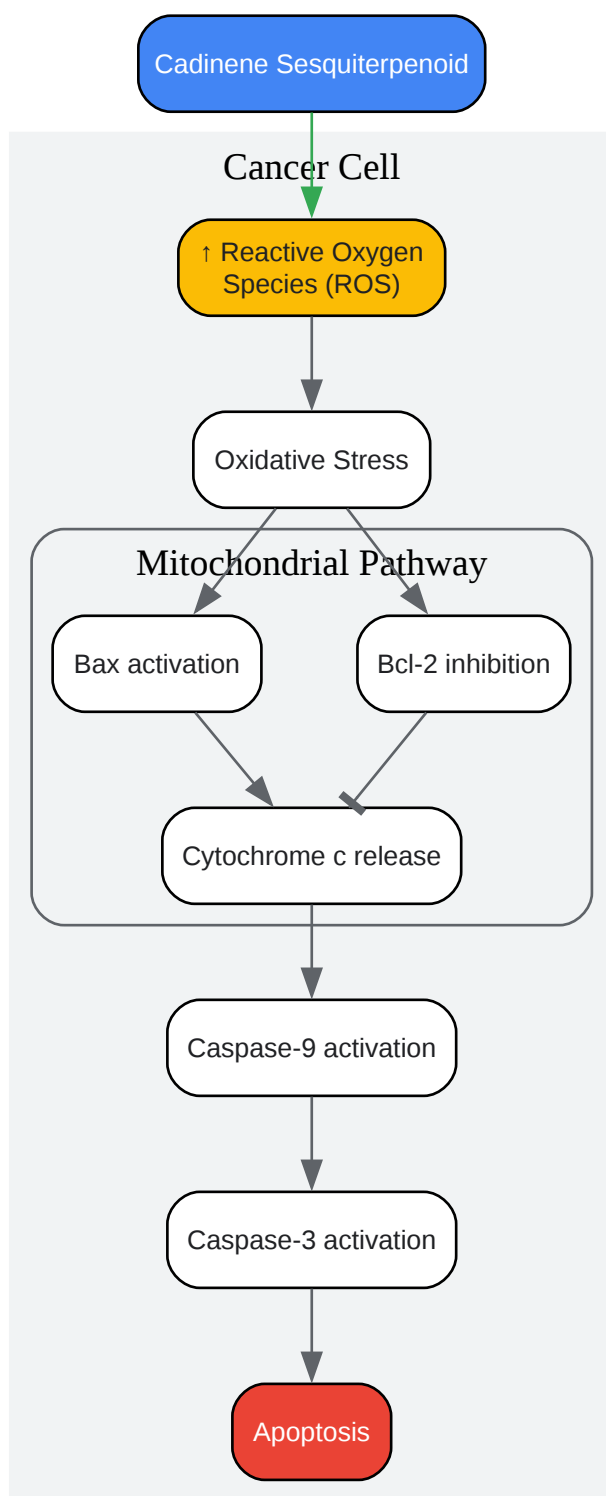 Cadinene Sesquiterpenoid
Cancer Cell
↑ Reactive Oxygen
Species (ROS)
Oxidative Stress
Mitochondrial Pathway
Bax activation
Bcl-2 inhibition
Cytochrome c release
Caspase-9 activation
Caspase-3 activation
Apoptosis